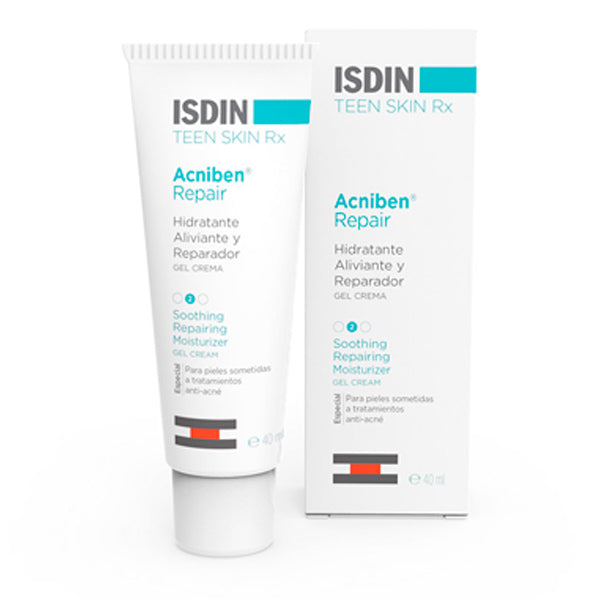 ISDIN
TEEN SKIN Rx
Acniben®
Repair
Hidratante
Aliviante y
Reparador
GEL CREMA
2
Soothing
Repairing
Moisturizer
GEL CREAM
Especial
Para pieles sometidas
a tratamientos
anti-acné
e 40 ml
ISDIN
TEEN SKIN Rx
Acniben®
Repair
Hidratante
Aliviante y
Reparador
GEL CREMA
2
Soothing
Repairing
Moisturizer
GEL CREAM
Especial
Para pieles sometidas
a tratamientos
anti-acné
e 40 ml